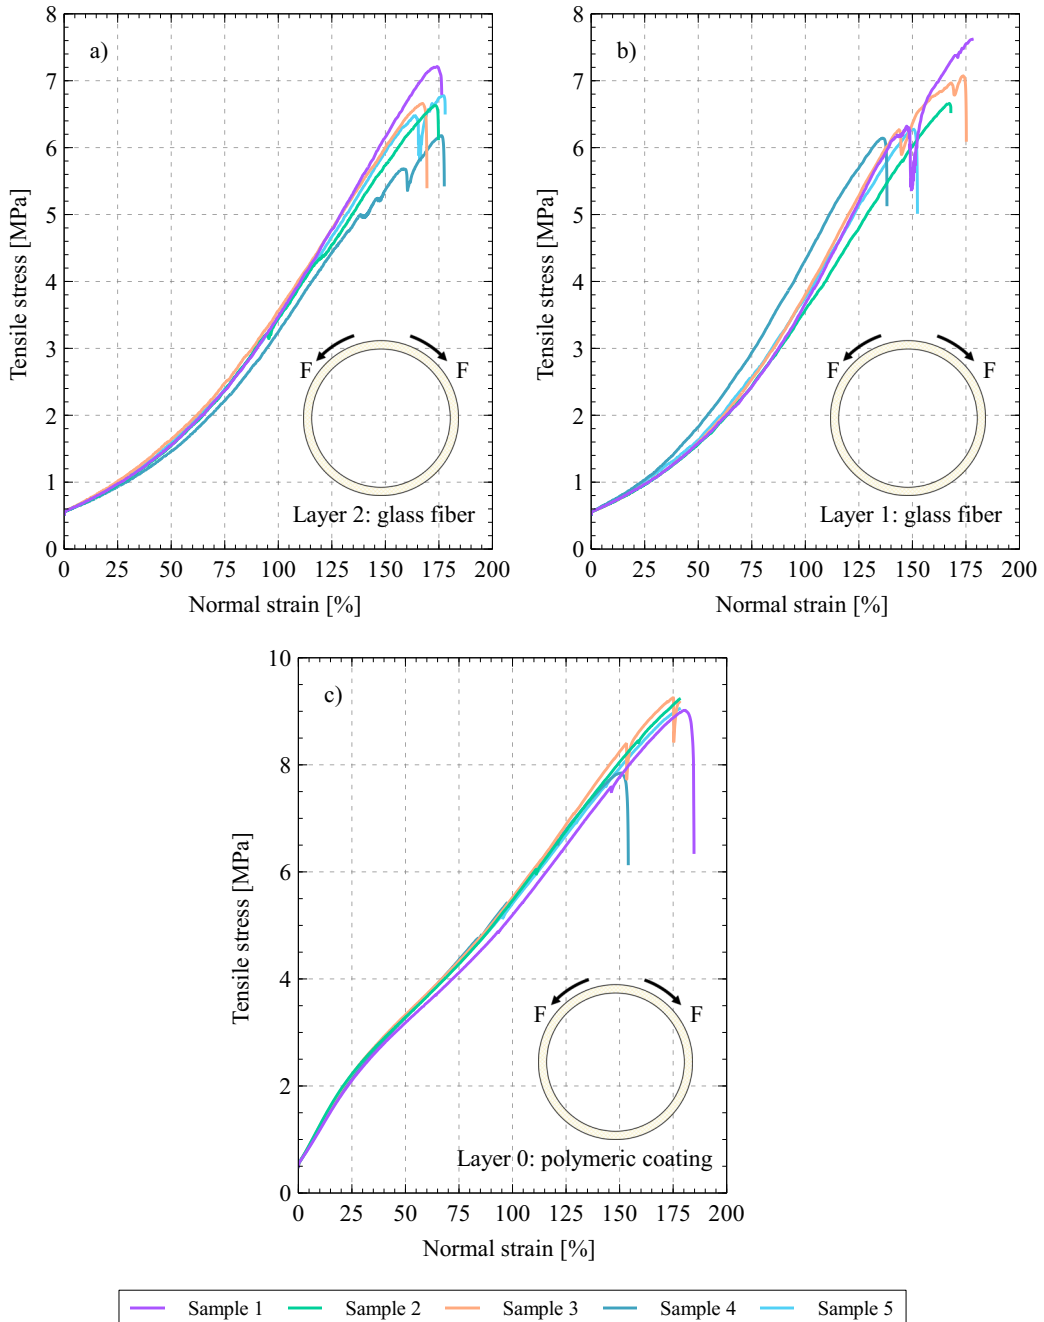 a)
8
7
6
5
4
3
2
1
0
Tensile stress [MPa]
F
F
Layer 2: glass fiber
0 25 50 75 100 125 150 175 200
Normal strain [%]
b)
8
7
6
5
4
3
2
1
0
Tensile stress [MPa]
F
F
Layer 1: glass fiber
0 25 50 75 100 125 150 175 200
Normal strain [%]
c)
10
8
6
4
2
0
Tensile stress [MPa]
F
F
Layer 0: polymeric coating
0 25 50 75 100 125 150 175 200
Normal strain [%]
Sample 1 Sample 2 Sample 3 Sample 4 Sample 5